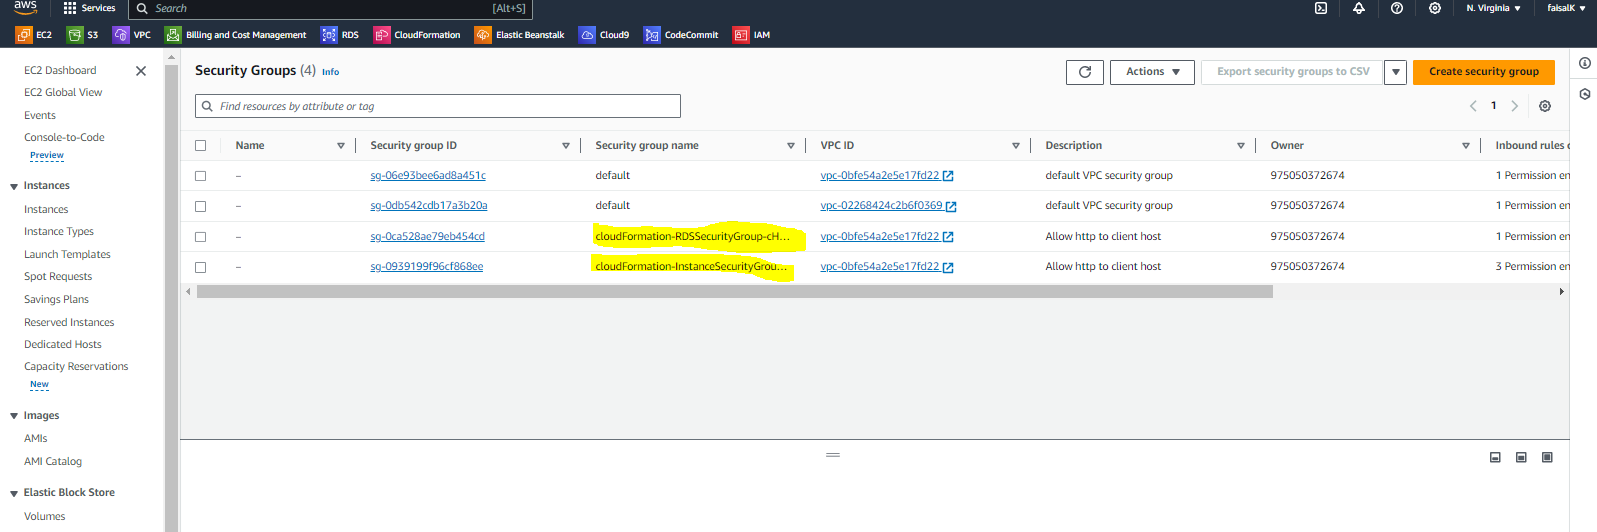 aws Services Search [Alt+S] N. Virginia faisalK
EC2 S3 VPC Billing and Cost Management RDS CloudFormation Elastic Beanstalk Cloud9 CodeCommit IAM
EC2 Dashboard
EC2 Global View
Events
Console-to-Code
Preview
Instances
Instances
Instance Types
Launch Templates
Spot Requests
Savings Plans
Reserved Instances
Dedicated Hosts
Capacity Reservations
New
Images
AMIs
AMI Catalog
Elastic Block Store
Volumes
Security Groups (4) Info
Actions Export security groups to CSV Create security group
Find resources by attribute or tag
1
Name Security group ID Security group name VPC ID Description Owner Inbound rules c
– sg-06e93bee6ad8a451c default vpc-0bfe54a2e5e17fd22 default VPC security group 975050372674 1 Permission en
– sg-0db542cdb17a3b20a default vpc-02268424c2b6f0369 default VPC security group 975050372674 1 Permission en
– sg-0ca528ae79eb454cd cloudFormation-RDSSecurityGroup-cH... vpc-0bfe54a2e5e17fd22 Allow http to client host 975050372674 1 Permission en
– sg-0939199f96cf868ee cloudFormation-InstanceSecurityGrou... vpc-0bfe54a2e5e17fd22 Allow http to client host 975050372674 3 Permission en